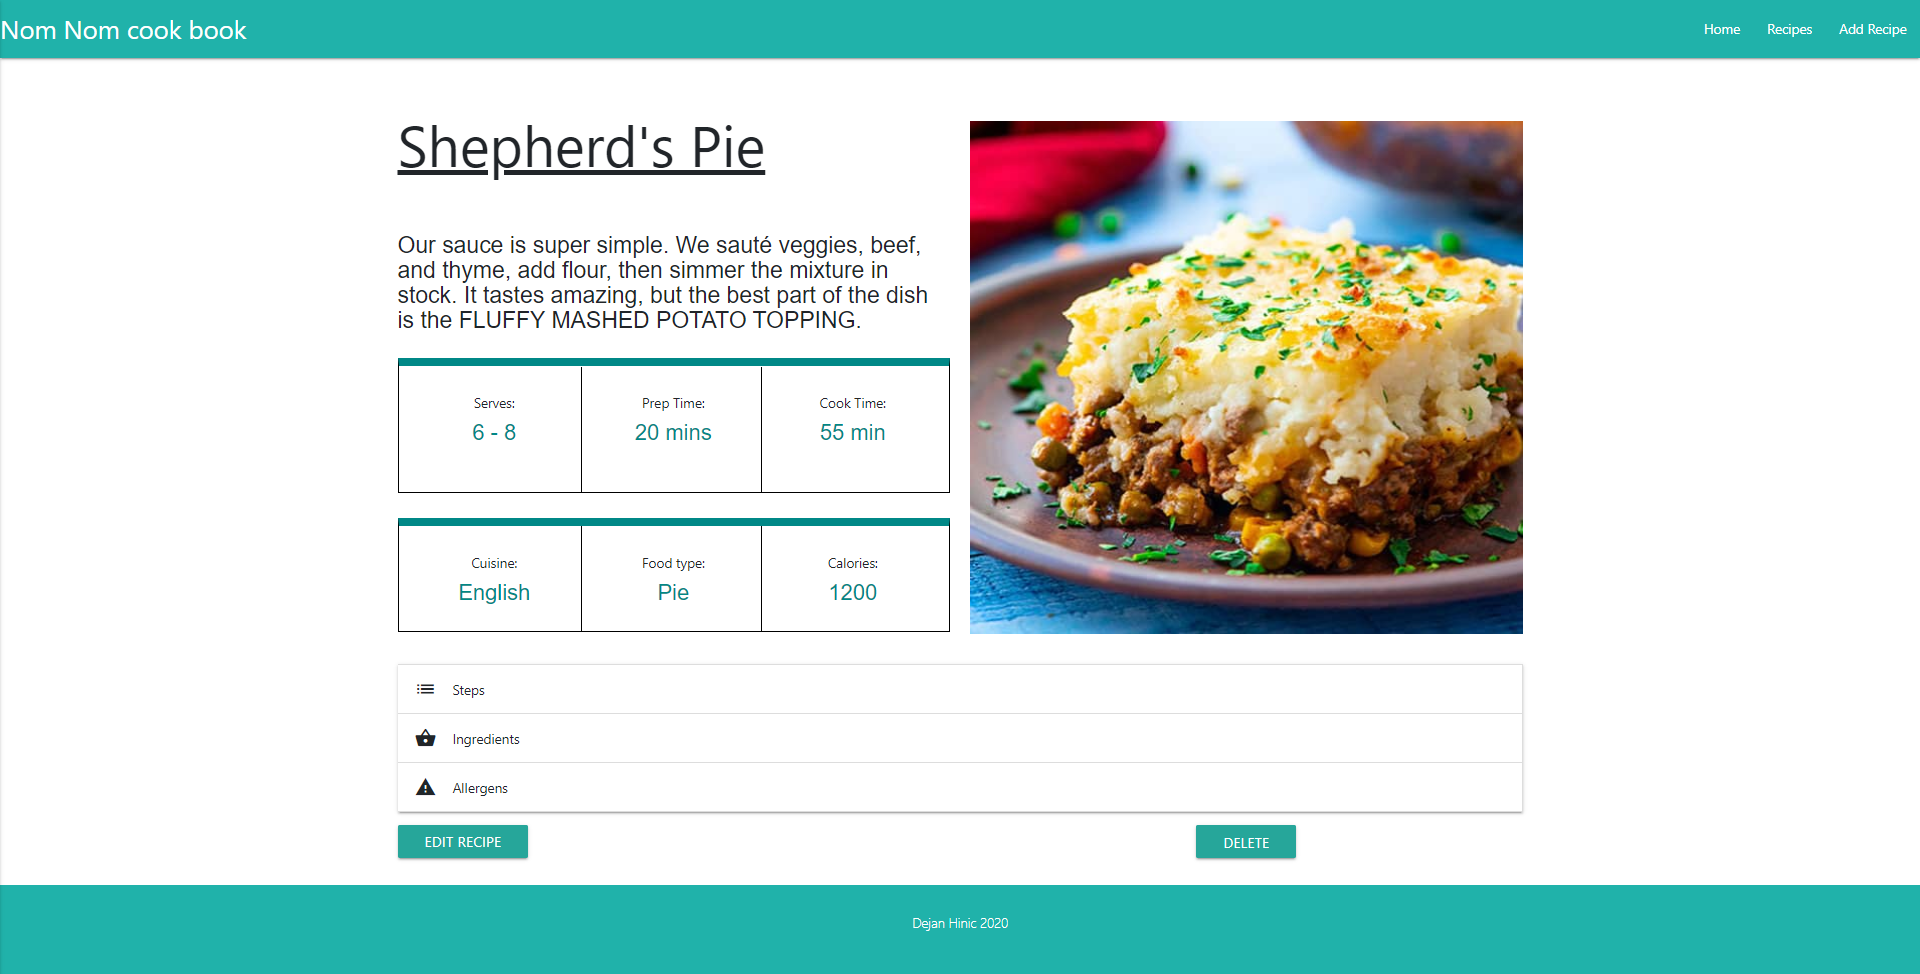 Nom Nom cook book
Home Recipes Add Recipe
Shepherd's Pie
Our sauce is super simple. We sauté veggies, beef,
and thyme, add flour, then simmer the mixture in
stock. It tastes amazing, but the best part of the dish
is the FLUFFY MASHED POTATO TOPPING.
Serves: Prep Time: Cook Time:
6 - 8 20 mins 55 min
Cuisine: Food type: Calories:
English Pie 1200
Steps
Ingredients
Allergens
EDIT RECIPE DELETE
Dejan Hinic 2020